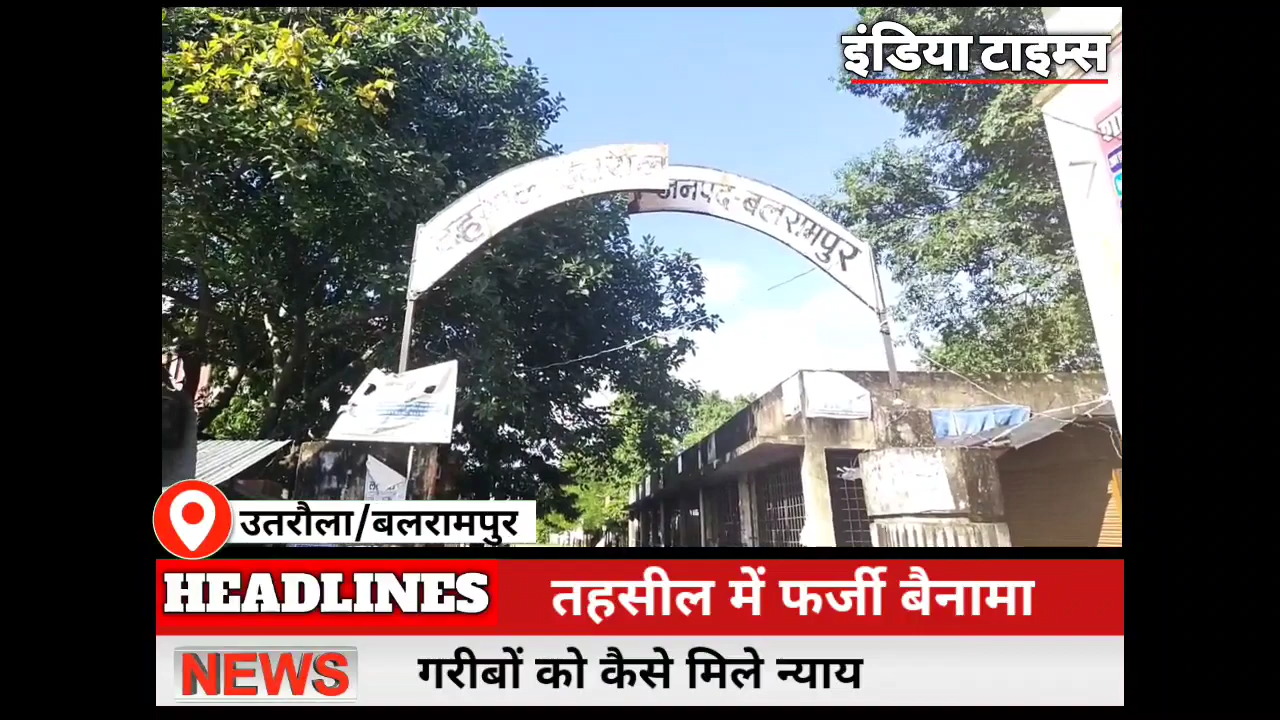 इंडिया टाइम्स
जनपद-बलरामपुर
उतरौला/बलरामपुर
HEADLINES
तहसील में फर्जी बैनामा
NEWS
गरीबों को कैसे मिले न्याय